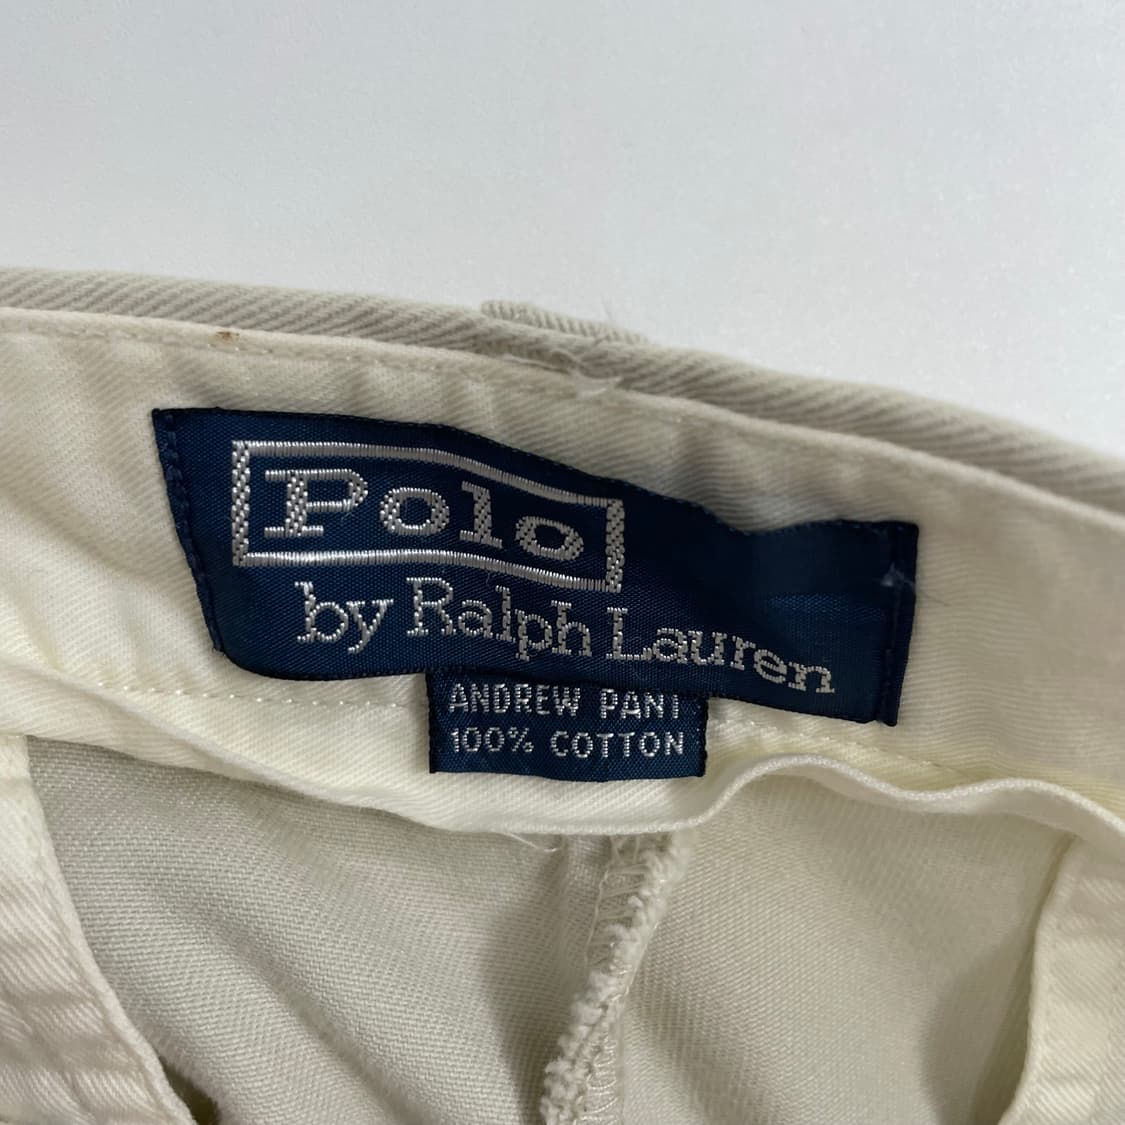 Polo
by Ralph Lauren
ANDREW PANT
100% COTTON